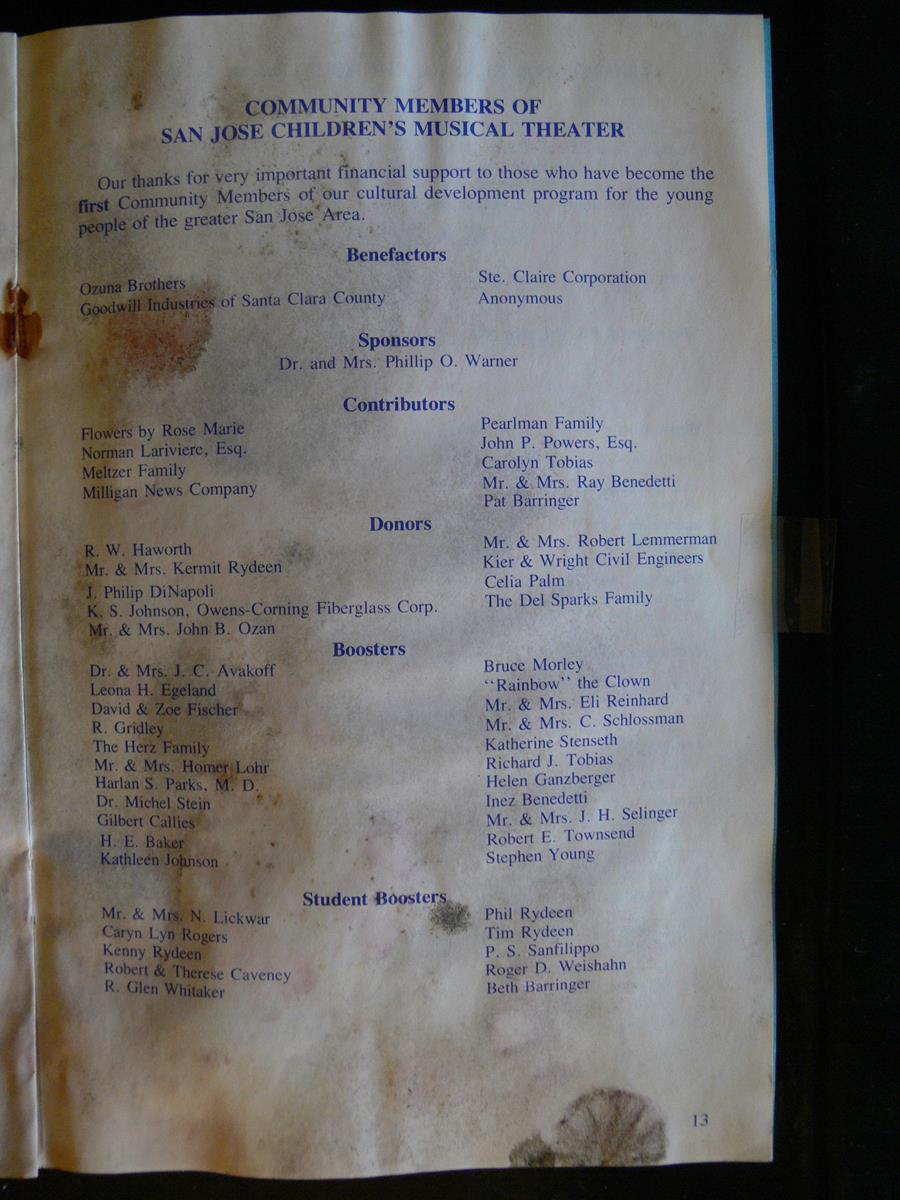 COMMUNITY MEMBERS OF
SAN JOSE CHILDREN'S MUSICAL THEATER
Our thanks for very important financial support to those who have become the
first Community Members of our cultural development program for the young
people of the greater San Jose Area.
Benefactors
Ozuna Brothers
Goodwill Industries of Santa Clara County
Ste. Claire Corporation
Anonymous
Sponsors
Dr. and Mrs. Phillip O. Warner
Contributors
Flowers by Rose Marie
Norman Lariviere, Esq.
Meltzer Family
Milligan News Company
Pearlman Family
John P. Powers, Esq.
Carolyn Tobias
Mr. & Mrs. Ray Benedetti
Pat Barringer
Donors
R. W. Haworth
Mr. & Mrs. Kermit Rydeen
J. Philip DiNapoli
K. S. Johnson, Owens-Corning Fiberglass Corp.
Mr. & Mrs. John B. Ozan
Mr. & Mrs. Robert Lemmerman
Kier & Wright Civil Engineers
Celia Palm
The Del Sparks Family
Boosters
Dr. & Mrs. J. C. Avakoff
Leona H. Egeland
David & Zoe Fischer
R. Gridley
The Herz Family
Mr. & Mrs. Homer Lohr
Harlan S. Parks, M. D.
Dr. Michel Stein
Gilbert Callies
H. E. Baker
Kathleen Johnson
Bruce Morley
"Rainbow" the Clown
Mr. & Mrs. Eli Reinhard
Mr. & Mrs. C. Schlossman
Katherine Stenseth
Richard J. Tobias
Helen Ganzberger
Inez Benedetti
Mr. & Mrs. J. H. Selinger
Robert E. Townsend
Stephen Young
Student Boosters
Mr. & Mrs. N. Lickwar
Caryn Lyn Rogers
Kenny Rydeen
Robert & Therese Caveney
R. Glen Whitaker
Phil Rydeen
Tim Rydeen
P. S. Sanfilippo
Roger D. Weishahn
Beth Barringer
13